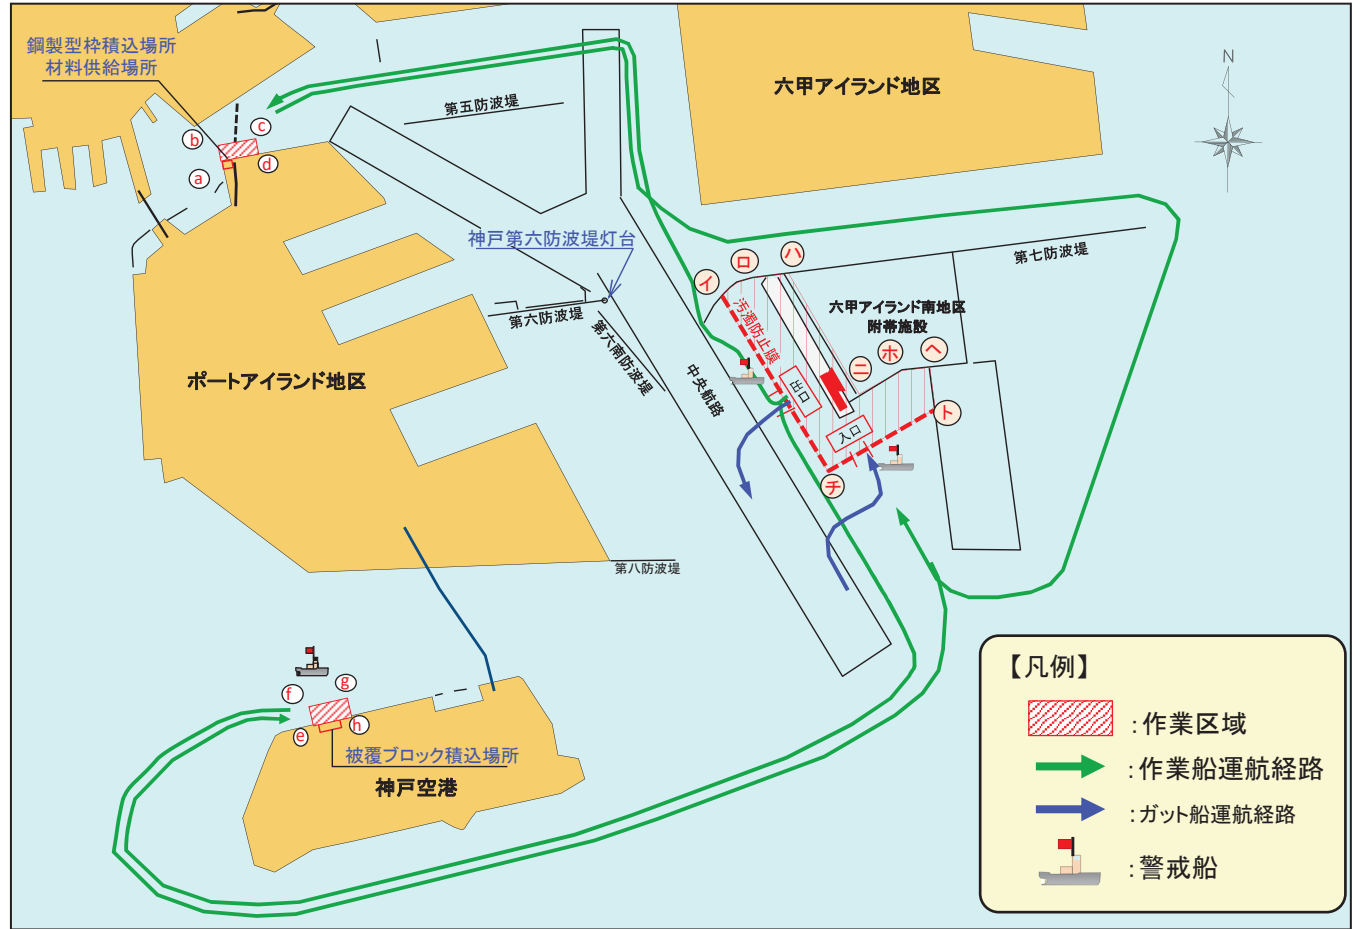 鋼製型枠積込場所
材料供給場所
六甲アイランド地区
N
第五防波堤
b
c
d
a
神戸第六防波堤灯台
イ
ロ
ハ
第七防波堤
汚濁防止膜
六甲アイランド南地区
附帯施設
第六防波堤
第六南防波堤
中央航路
出口
入口
ニ
ホ
ヘ
ト
チ
ポートアイランド地区
第八防波堤
f
g
e
h
被覆ブロック積込場所
神戸空港
【凡例】
:作業区域
:作業船運航経路
:ガット船運航経路
:警戒船